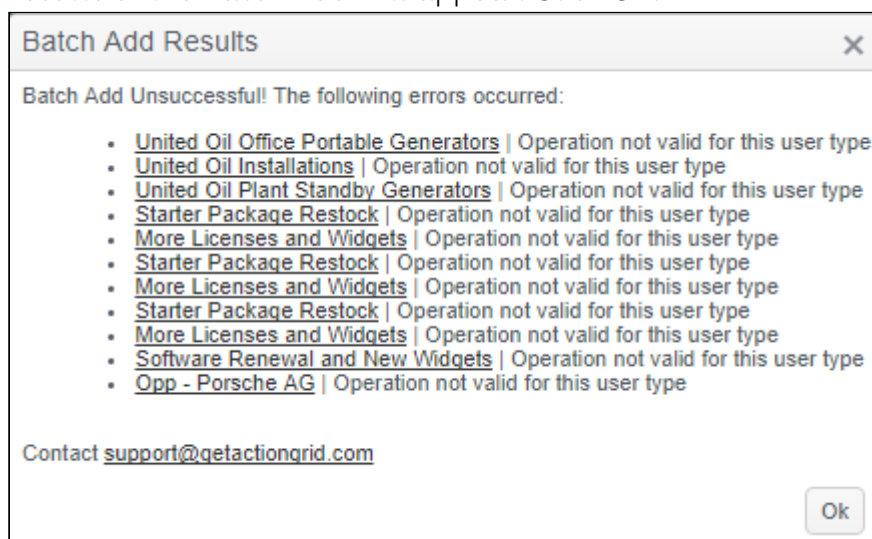 Batch Add Results
Batch Add Unsuccessful! The following errors occurred:
United Oil Office Portable Generators | Operation not valid for this user type
United Oil Installations | Operation not valid for this user type
United Oil Plant Standby Generators | Operation not valid for this user type
Starter Package Restock | Operation not valid for this user type
More Licenses and Widgets | Operation not valid for this user type
Starter Package Restock | Operation not valid for this user type
More Licenses and Widgets | Operation not valid for this user type
Starter Package Restock | Operation not valid for this user type
More Licenses and Widgets | Operation not valid for this user type
Software Renewal and New Widgets | Operation not valid for this user type
Opp - Porsche AG | Operation not valid for this user type
Contact support@getactiongrid.com
Ok